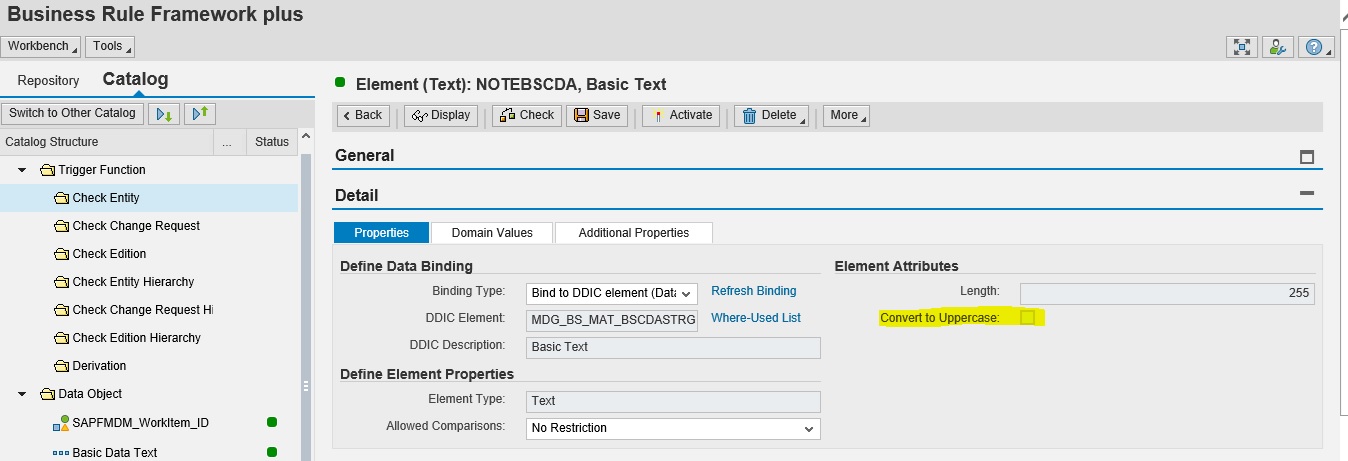 Business Rule Framework plus
Workbench Tools
Repository Catalog
Switch to Other Catalog
Catalog Structure ... Status
Trigger Function
Check Entity
Check Change Request
Check Edition
Check Entity Hierarchy
Check Change Request Hi
Check Edition Hierarchy
Derivation
Data Object
SAPFMDM_WorkItem_ID
Basic Data Text
Element (Text): NOTEBSCDA, Basic Text
Back Display Check Save Activate Delete More
General
Detail
Properties Domain Values Additional Properties
Define Data Binding
Binding Type: Bind to DDIC element (Data Refresh Binding
DDIC Element: MDG_BS_MAT_BSCDASTRG Where-Used List
DDIC Description: Basic Text
Define Element Properties
Element Type: Text
Allowed Comparisons: No Restriction
Element Attributes
Length: 255
Convert to Uppercase: